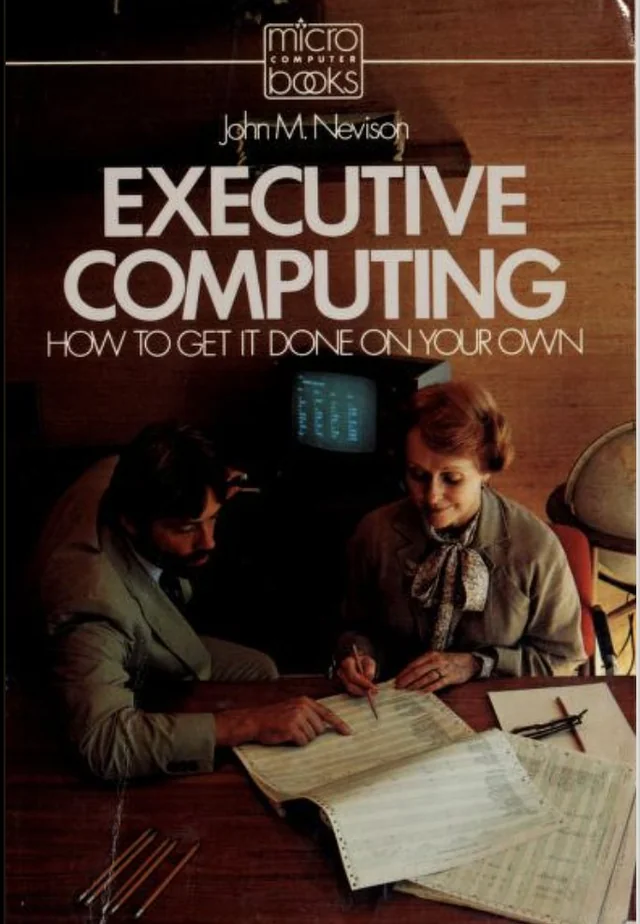 micro
COMPUTER
books
John M. Nevison
EXECUTIVE
COMPUTING
HOW TO GET IT DONE ON YOUR OWN